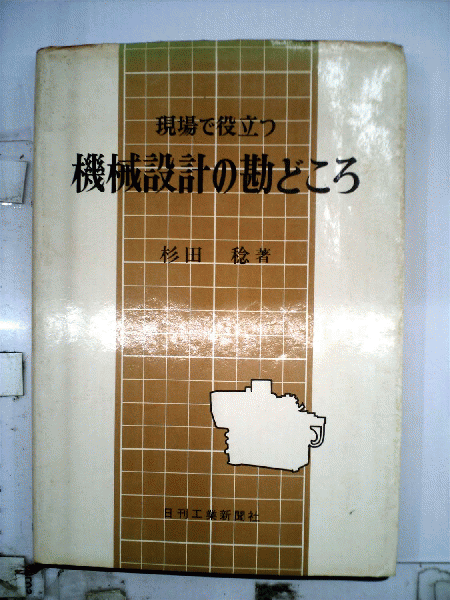 現場で役立つ
機械設計の勘どころ
杉田 稔著
日刊工業新聞社